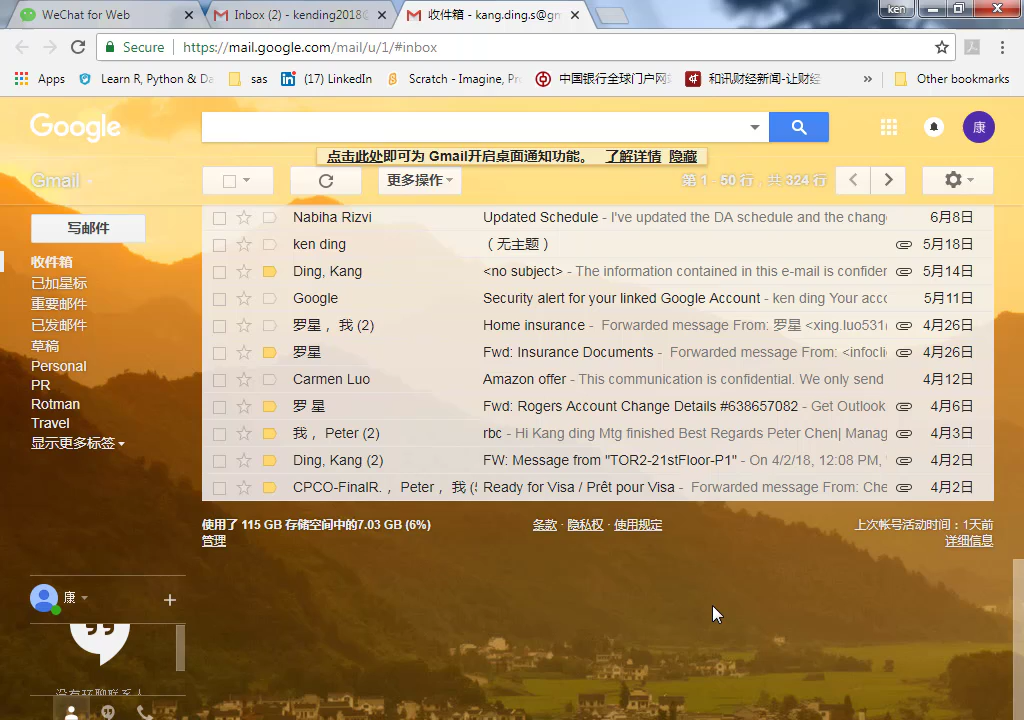 WeChat for Web
Inbox (2) - kending2018@
收件箱 - kang.ding.s@gm
ken
Secure
https://mail.google.com/mail/u/1/#inbox
Apps
Learn R, Python & Da
sas
(17) LinkedIn
Scratch - Imagine, Pro
中国银行全球门户网
和讯财经新闻-让财经
»
Other bookmarks
Google
康
点击此处即可为 Gmail开启桌面通知功能。 了解详情 隐藏
Gmail
更多操作
第 1 - 50 行，共 324 行
写邮件
收件箱
已加星标
重要邮件
已发邮件
草稿
Personal
PR
Rotman
Travel
显示更多标签
Nabiha Rizvi Updated Schedule - I've updated the DA schedule and the chang 6月8日
ken ding （无主题） 5月18日
Ding, Kang <no subject> - The information contained in this e-mail is confider 5月14日
Google Security alert for your linked Google Account - ken ding Your acco 5月11日
罗星， 我 (2) Home insurance - Forwarded message From: 罗星 <xing.luo531( 4月26日
罗星 Fwd: Insurance Documents - Forwarded message From: <infocli 4月26日
Carmen Luo Amazon offer - This communication is confidential. We only send 4月12日
罗 星 Fwd: Rogers Account Change Details #638657082 - Get Outlook 4月6日
我， Peter (2) rbc - Hi Kang ding Mtg finished Best Regards Peter Chen| Manag 4月3日
Ding, Kang (2) FW: Message from "TOR2-21stFloor-P1" - On 4/2/18, 12:08 PM, 4月2日
CPCO-FinalR.， Peter， 我 (5 Ready for Visa / Prêt pour Visa - Forwarded message From: Che 4月2日
使用了 115 GB 存储空间中的7.03 GB (6%)
管理
条款 · 隐私权 · 使用规定
上次帐号活动时间：1天前
详细信息
康
没有环聊联系人